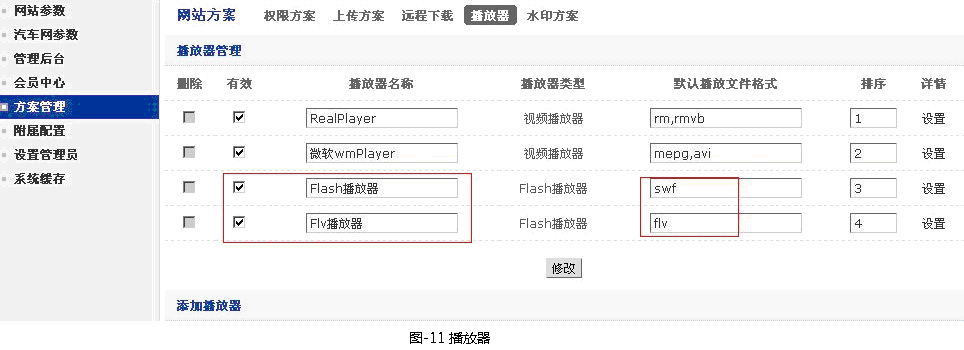 网站参数
汽车网参数
管理后台
会员中心
方案管理
附属配置
设置管理员
系统缓存
网站方案 权限方案 上传方案 远程下载 播放器 水印方案
播放器管理
删除 有效 播放器名称 播放器类型 默认播放文件格式 排序 详情
RealPlayer 视频播放器 rm,rmvb 1 设置
微软wmPlayer 视频播放器 mepg,avi 2 设置
Flash播放器 Flash播放器 swf 3 设置
Flv播放器 Flash播放器 flv 4 设置
修改
添加播放器
图-11 播放器